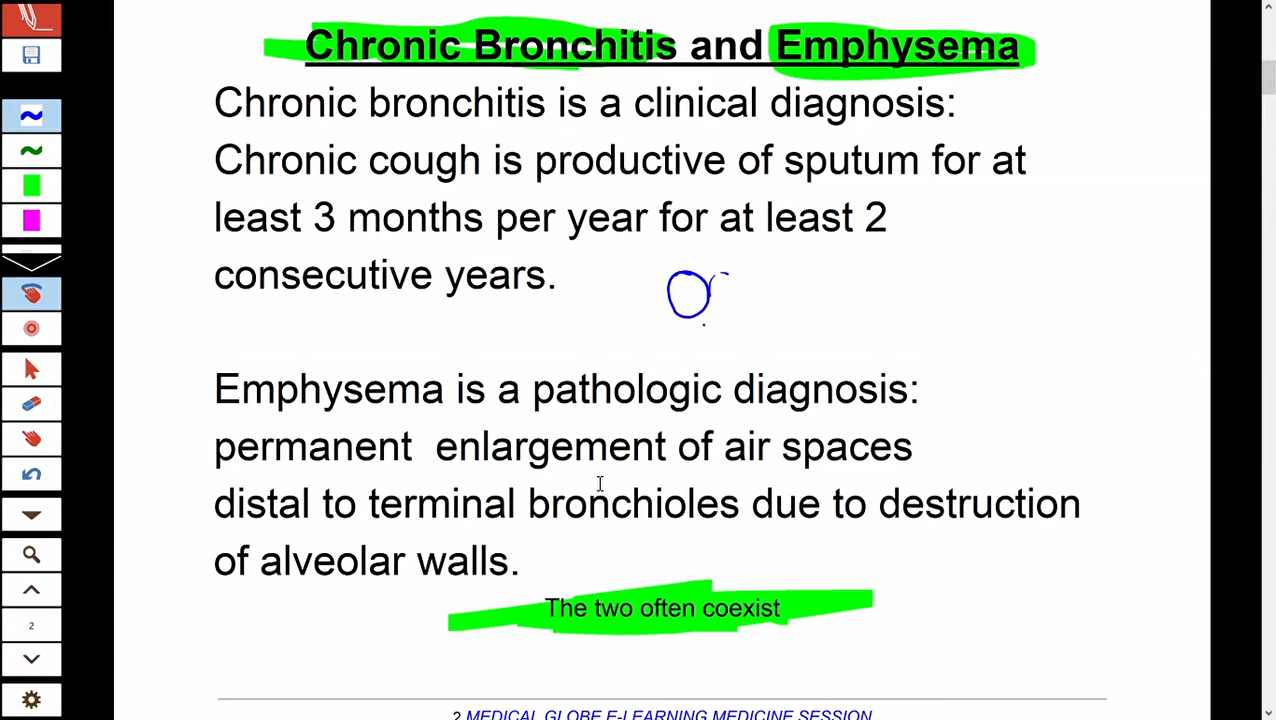 Chronic Bronchitis and Emphysema
Chronic bronchitis is a clinical diagnosis:
Chronic cough is productive of sputum for at
least 3 months per year for at least 2
consecutive years.
Emphysema is a pathologic diagnosis:
permanent enlargement of air spaces
distal to terminal bronchioles due to destruction
of alveolar walls.
The two often coexist
2
2 MEDICAL GLOBE E-LEARNING MEDICINE SESSION